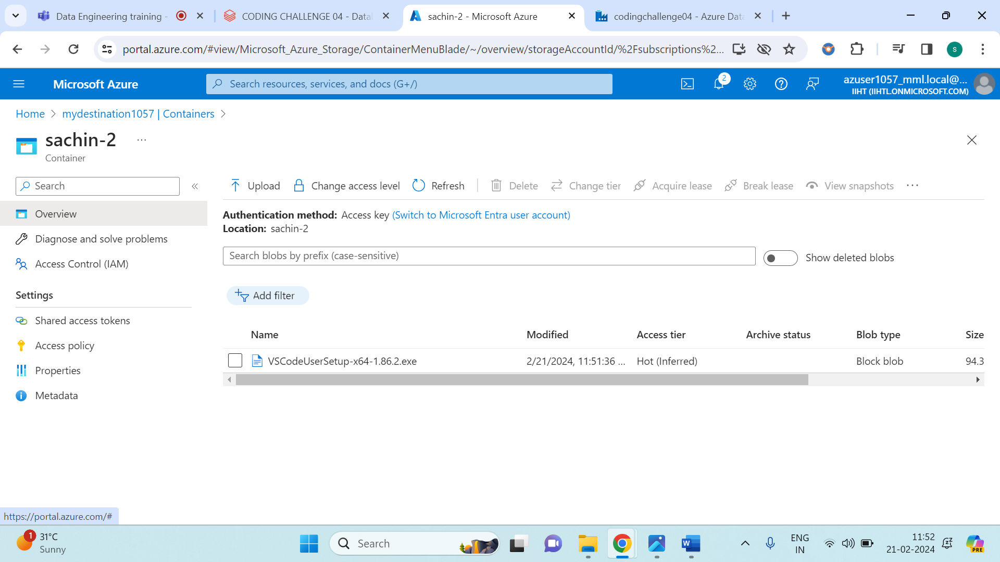 Data Engineering training -
CODING CHALLENGE 04 - Datal
sachin-2 - Microsoft Azure
codingchallenge04 - Azure Data
portal.azure.com/#view/Microsoft_Azure_Storage/ContainerMenuBlade/~/overview/storageAccountId/%2Fsubscriptions%2...
S
Microsoft Azure
Search resources, services, and docs (G+/)
2
azuser1057_mml.local@...
IIHT (IIHTL.ONMICROSOFT.COM)
Home > mydestination1057 | Containers >
sachin-2 ...
Container
Search
«
Upload
Change access level
Refresh
Delete
Change tier
Acquire lease
Break lease
View snapshots
...
Overview
Diagnose and solve problems
Access Control (IAM)
Settings
Shared access tokens
Access policy
Properties
Metadata
Authentication method: Access key (Switch to Microsoft Entra user account)
Location: sachin-2
Search blobs by prefix (case-sensitive)
Show deleted blobs
Add filter
Name Modified Access tier Archive status Blob type Size
VSCodeUserSetup-x64-1.86.2.exe 2/21/2024, 11:51:36 ... Hot (Inferred) Block blob 94.3
https://portal.azure.com/#
1
31°C
Sunny
Search
W
ENG
IN
11:52
21-02-2024
PRE